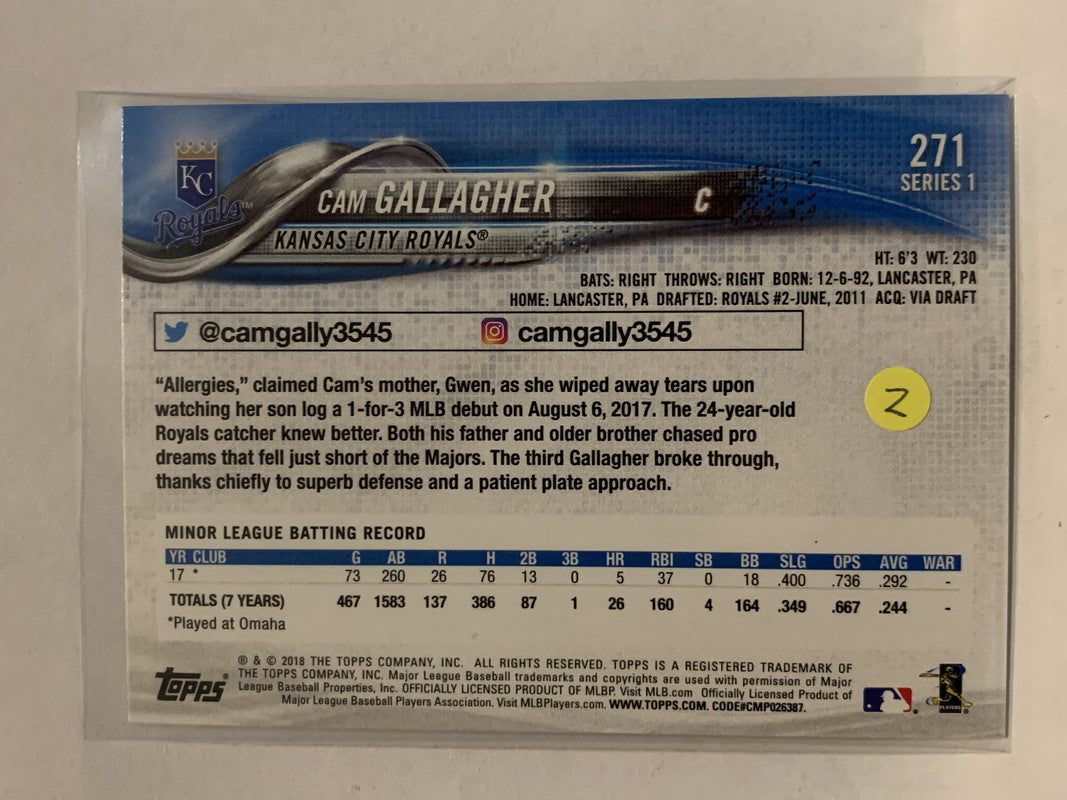 271
SERIES 1
KC
Royals™
CAM GALLAGHER C
KANSAS CITY ROYALS®
HT: 6'3 WT: 230
BATS: RIGHT THROWS: RIGHT BORN: 12-6-92, LANCASTER, PA
HOME: LANCASTER, PA DRAFTED: ROYALS #2-JUNE, 2011 ACQ: VIA DRAFT
@camgally3545 camgally3545
"Allergies," claimed Cam's mother, Gwen, as she wiped away tears upon
watching her son log a 1-for-3 MLB debut on August 6, 2017. The 24-year-old
Royals catcher knew better. Both his father and older brother chased pro
dreams that fell just short of the Majors. The third Gallagher broke through,
thanks chiefly to superb defense and a patient plate approach.
2
MINOR LEAGUE BATTING RECORD
YR CLUB G AB R H 2B 3B HR RBI SB BB SLG OPS AVG WAR
17 * 73 260 26 76 13 0 5 37 0 18 .400 .736 .292 -
TOTALS (7 YEARS) 467 1583 137 386 87 1 26 160 4 164 .349 .667 .244 -
*Played at Omaha
® & © 2018 THE TOPPS COMPANY, INC. ALL RIGHTS RESERVED. TOPPS IS A REGISTERED TRADEMARK OF
THE TOPPS COMPANY, INC. Major League Baseball trademarks and copyrights are used with permission of Major
League Baseball Properties, Inc. OFFICIALLY LICENSED PRODUCT OF MLBP. Visit MLB.com Officially Licensed Product of
Major League Baseball Players Association. Visit MLBPlayers.com. WWW.TOPPS.COM. CODE#CMP026387.
Topps®
PLAYERS